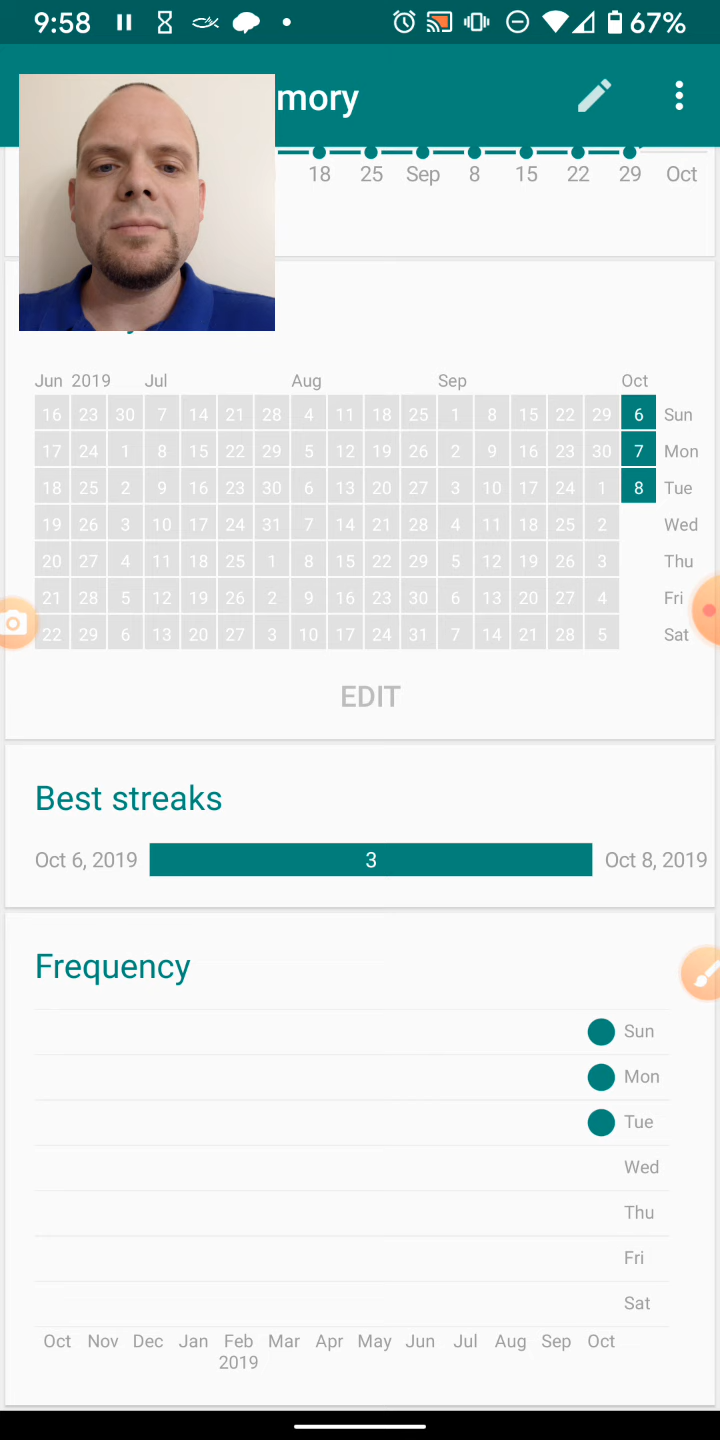 9:58 67%
mory
18 25 Sep 8 15 22 29 Oct
Jun 2019 Jul Aug Sep Oct
16 23 30 7 14 21 28 4 11 18 25 1 8 15 22 29 6 Sun
17 24 1 8 15 22 29 5 12 19 26 2 9 16 23 30 7 Mon
18 25 2 9 16 23 30 6 13 20 27 3 10 17 24 1 8 Tue
19 26 3 10 17 24 31 7 14 21 28 4 11 18 25 2 Wed
20 27 4 11 18 25 1 8 15 22 29 5 12 19 26 3 Thu
21 28 5 12 19 26 2 9 16 23 30 6 13 20 27 4 Fri
22 29 6 13 20 27 3 10 17 24 31 7 14 21 28 5 Sat
EDIT
Best streaks
Oct 6, 2019 3 Oct 8, 2019
Frequency
Sun
Mon
Tue
Wed
Thu
Fri
Sat
Oct Nov Dec Jan Feb Mar Apr May Jun Jul Aug Sep Oct
2019